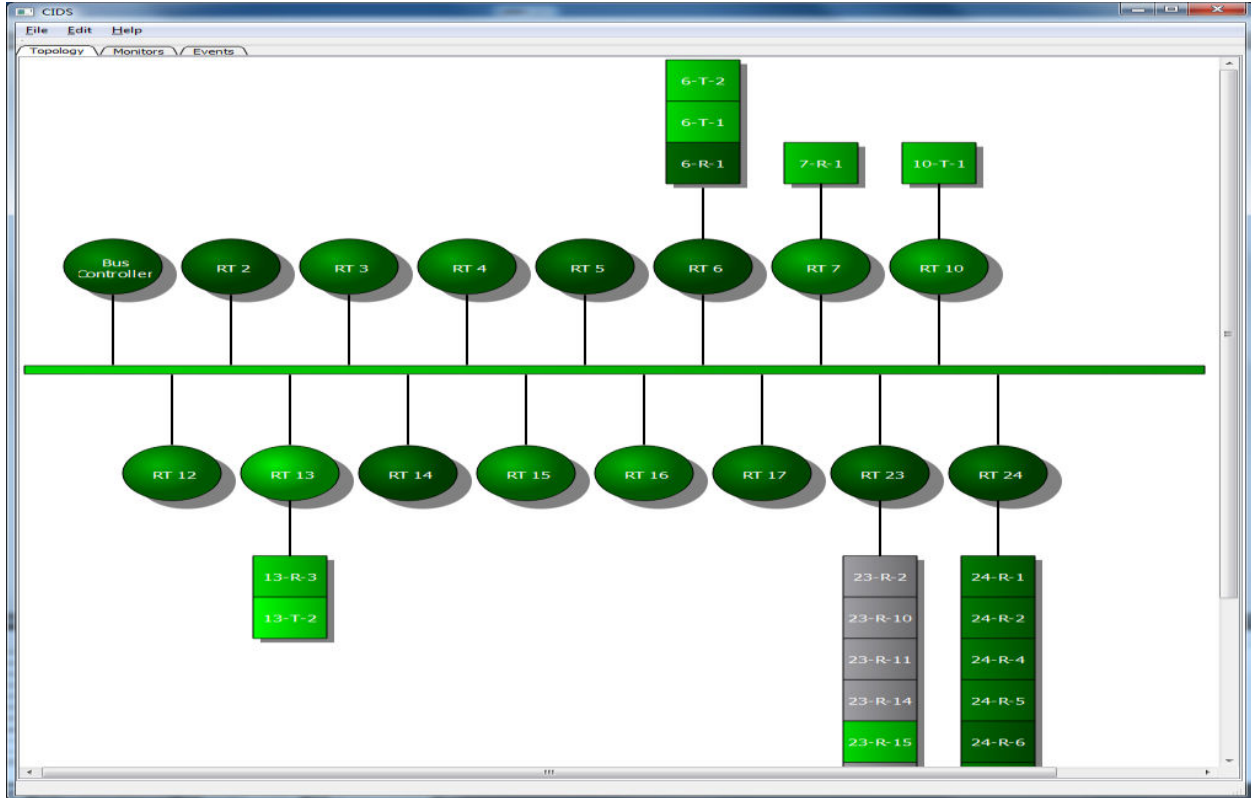 CIDS
File Edit Help
Topology Monitors Events
6-T-2
6-T-1
6-R-1
7-R-1
10-T-1
Bus
Controller
RT 2
RT 3
RT 4
RT 5
RT 6
RT 7
RT 10
RT 12
RT 13
RT 14
RT 15
RT 16
RT 17
RT 23
RT 24
13-R-3
13-T-2
23-R-2
23-R-10
23-R-11
23-R-14
23-R-15
24-R-1
24-R-2
24-R-4
24-R-5
24-R-6